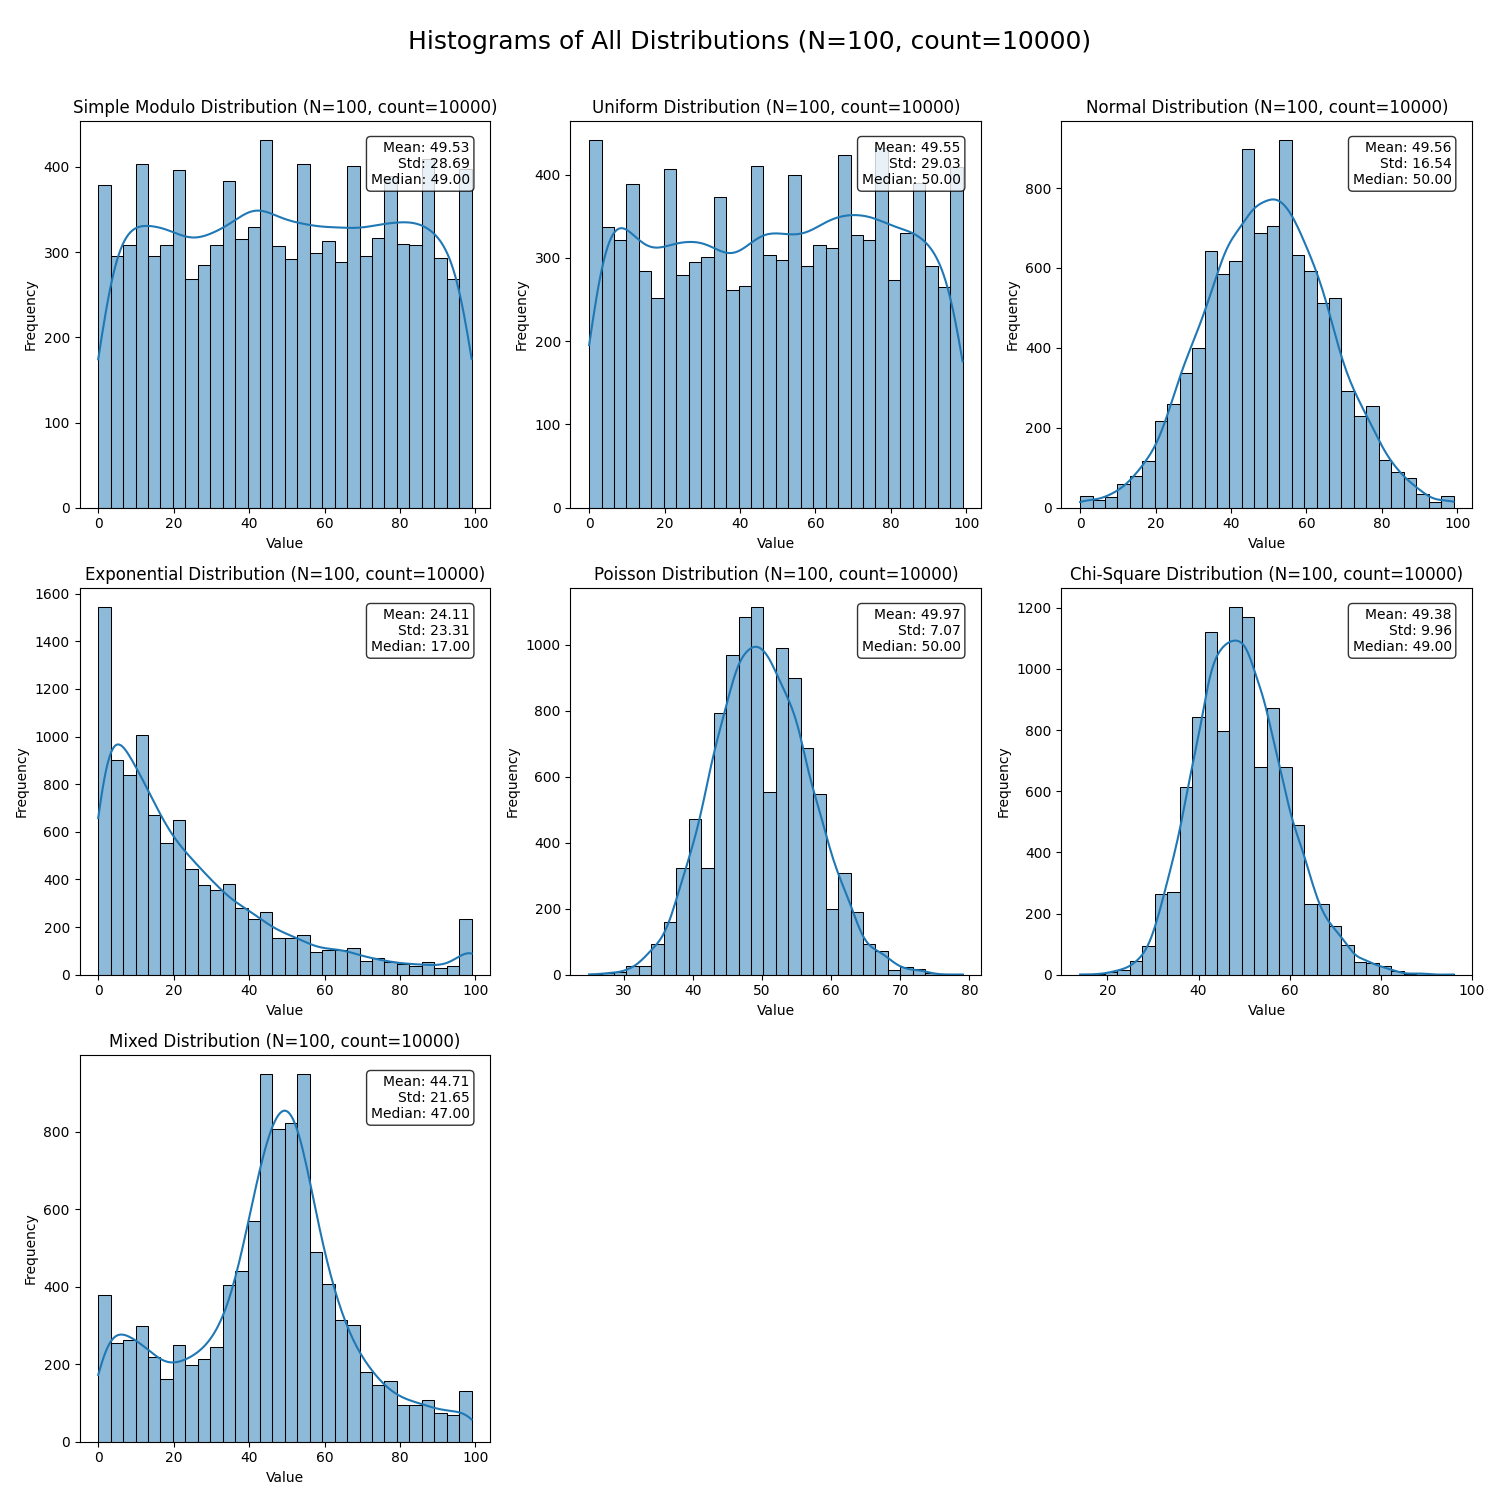 Histograms of All Distributions (N=100, count=10000)
Simple Modulo Distribution (N=100, count=10000)
Mean: 49.53
Std: 28.69
Median: 49.00
400
300
200
100
0
Frequency
0 20 40 60 80 100
Value
Uniform Distribution (N=100, count=10000)
Mean: 49.55
Std: 29.03
Median: 50.00
400
300
200
100
0
Frequency
0 20 40 60 80 100
Value
Normal Distribution (N=100, count=10000)
Mean: 49.56
Std: 16.54
Median: 50.00
800
600
400
200
0
Frequency
0 20 40 60 80 100
Value
Exponential Distribution (N=100, count=10000)
Mean: 24.11
Std: 23.31
Median: 17.00
1600
1400
1200
1000
800
600
400
200
0
Frequency
0 20 40 60 80 100
Value
Poisson Distribution (N=100, count=10000)
Mean: 49.97
Std: 7.07
Median: 50.00
1000
800
600
400
200
0
Frequency
30 40 50 60 70 80
Value
Chi-Square Distribution (N=100, count=10000)
Mean: 49.38
Std: 9.96
Median: 49.00
1200
1000
800
600
400
200
0
Frequency
20 40 60 80 100
Value
Mixed Distribution (N=100, count=10000)
Mean: 44.71
Std: 21.65
Median: 47.00
800
600
400
200
0
Frequency
0 20 40 60 80 100
Value